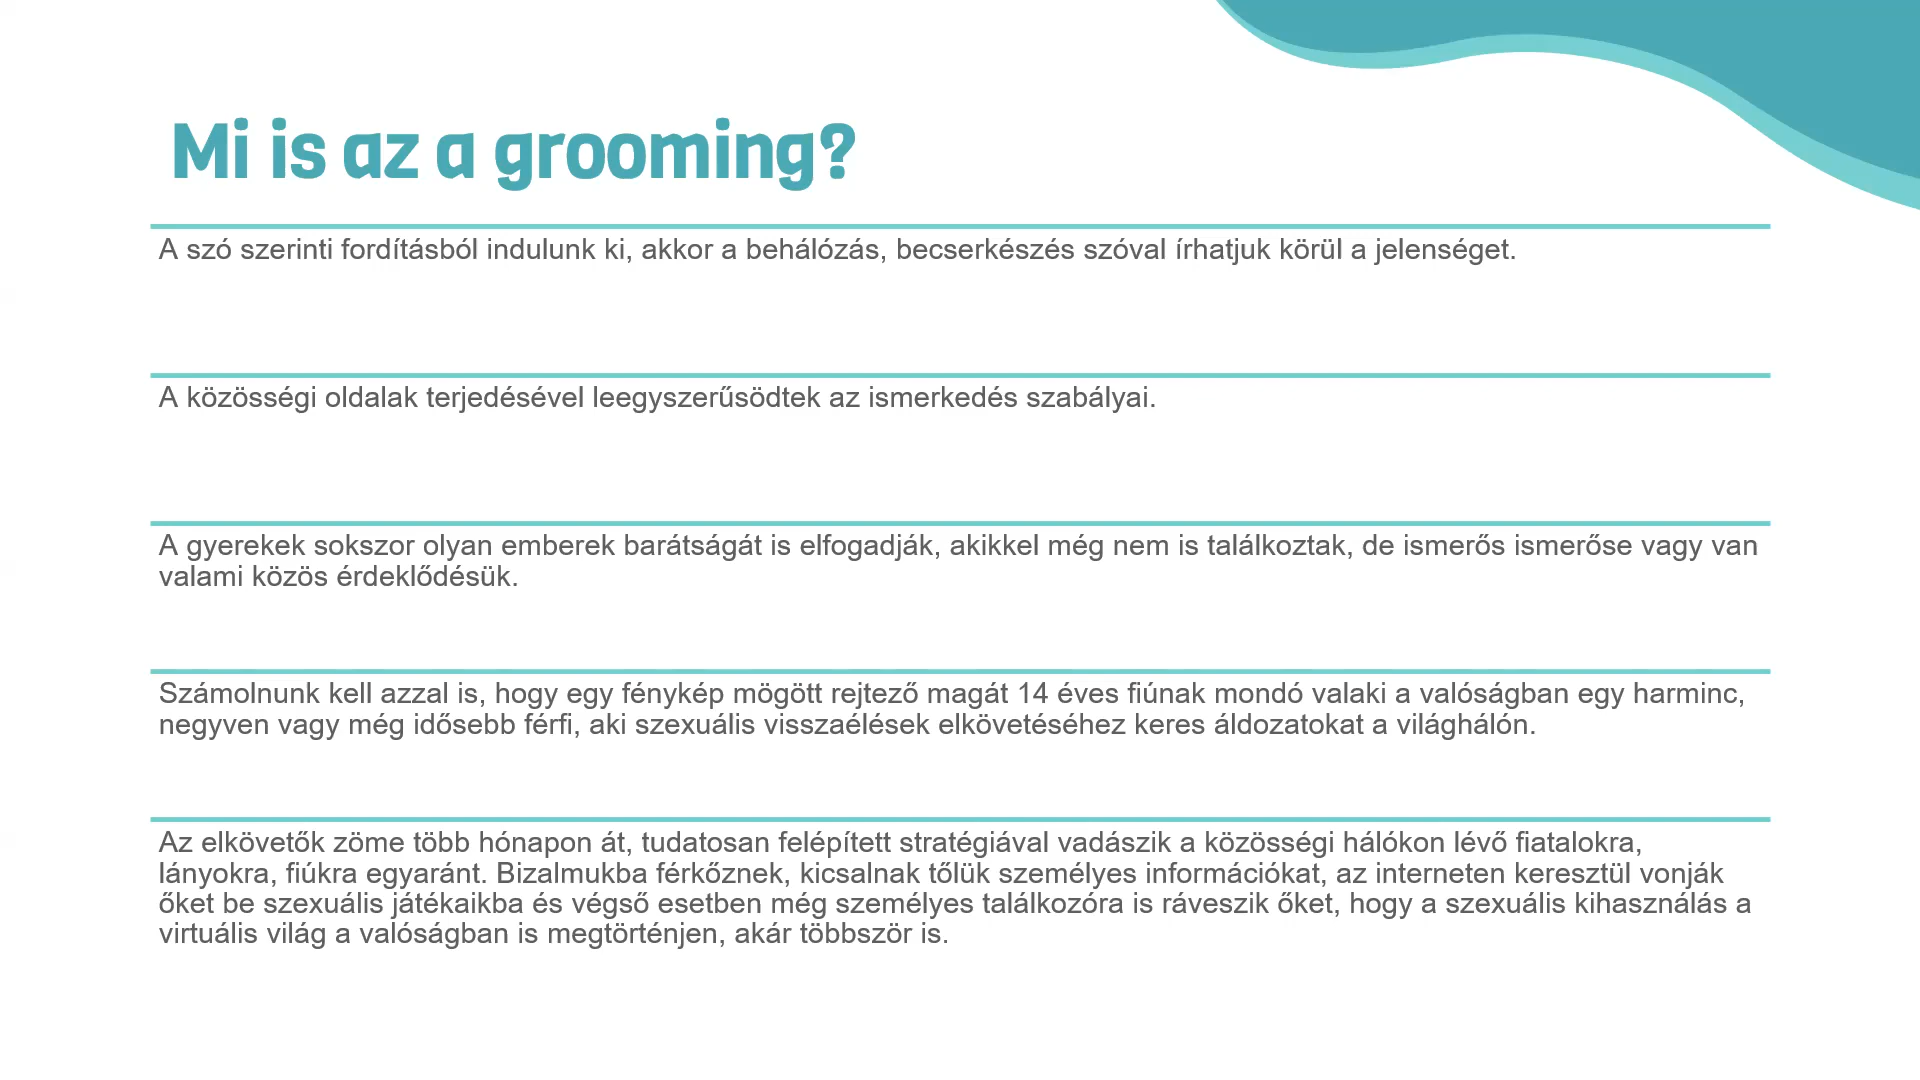 Mi is az a grooming?
A szó szerinti fordításból indulunk ki, akkor a behálózás, becserkészés szóval írhatjuk körül a jelenséget.
A közösségi oldalak terjedésével leegyszerűsödtek az ismerkedés szabályai.
A gyerekek sokszor olyan emberek barátságát is elfogadják, akikkel még nem is találkoztak, de ismerős ismerőse vagy van
valami közös érdeklődésük.
Számolnunk kell azzal is, hogy egy fénykép mögött rejtező magát 14 éves fiúnak mondó valaki a valóságban egy harminc,
negyven vagy még idősebb férfi, aki szexuális visszaélések elkövetéséhez keres áldozatokat a világhálón.
Az elkövetők zöme több hónapon át, tudatosan felépített stratégiával vadászik a közösségi hálókon lévő fiatalokra,
lányokra, fiúkra egyaránt. Bizalmukba férkőznek, kicsalnak tőlük személyes információkat, az interneten keresztül vonják
őket be szexuális játékaikba és végső esetben még személyes találkozóra is ráveszik őket, hogy a szexuális kihasználás a
virtuális világ a valóságban is megtörténjen, akár többször is.